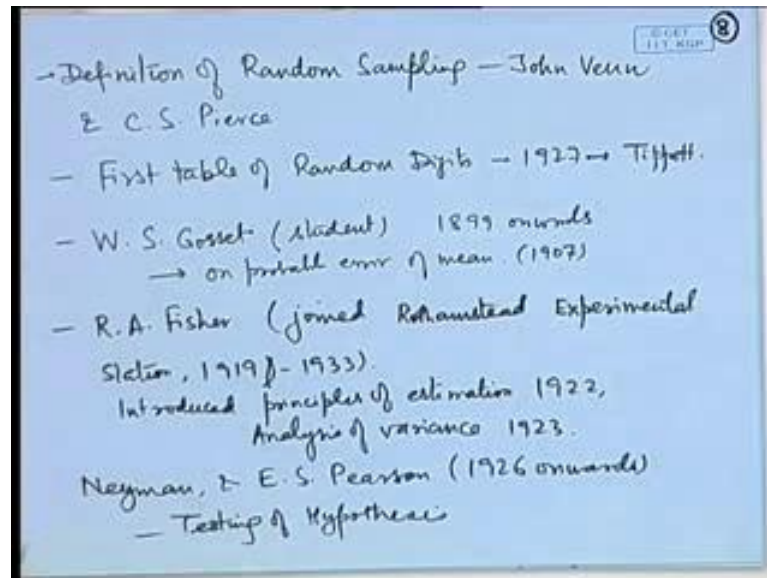 © CET
I.I.T. KGP
8
→ Definition of Random Sampling – John Venn
& C. S. Pierce
– First table of Random Digits – 1927 → Tippett.
– W. S. Gosset (student) 1899 onwards
→ on probable error of mean (1907)
– R. A. Fisher (joined Rothamstead Experimental
Station, 1919 – 1933).
Introduced principles of estimation 1922,
Analysis of variance 1923.
Neyman, & E. S. Pearson (1926 onwards)
– Testing of Hypothesis